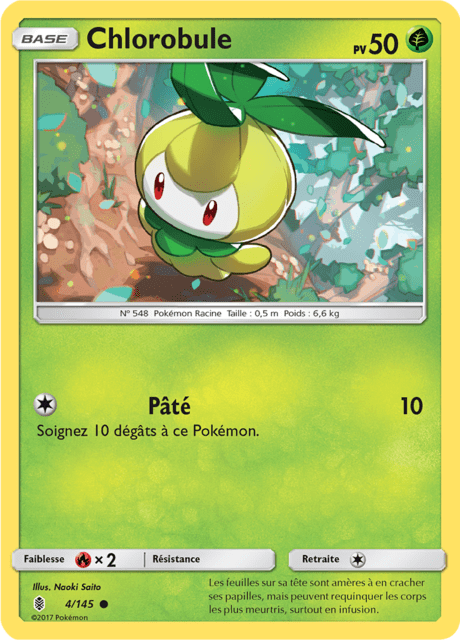 BASE Chlorobule PV 50
N° 548 Pokémon Racine Taille : 0,5 m Poids : 6,6 kg
Pâté 10
Soignez 10 dégâts à ce Pokémon.
Faiblesse ×2 Résistance Retraite
Illus. Naoki Saito
4/145
©2017 Pokémon
Les feuilles sur sa tête sont amères à en cracher
ses papilles, mais peuvent requinquer les corps
les plus meurtris, surtout en infusion.